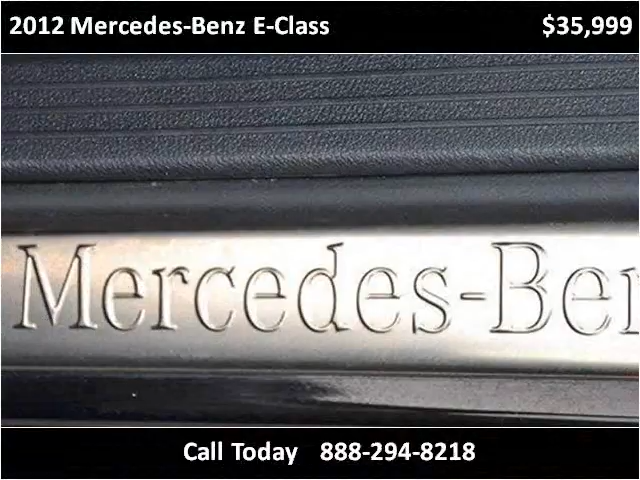 2012 Mercedes-Benz E-Class $35,999
Mercedes-Be
Call Today 888-294-8218